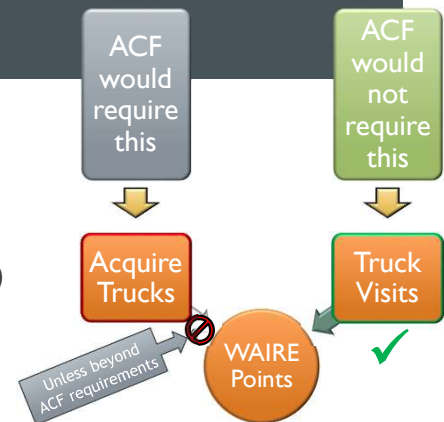 ACF
would
require
this
ACF
would
not
require
this
)
Acquire
Trucks
Truck
Visits
Unless beyond
ACF requirements
WAIRE
Points